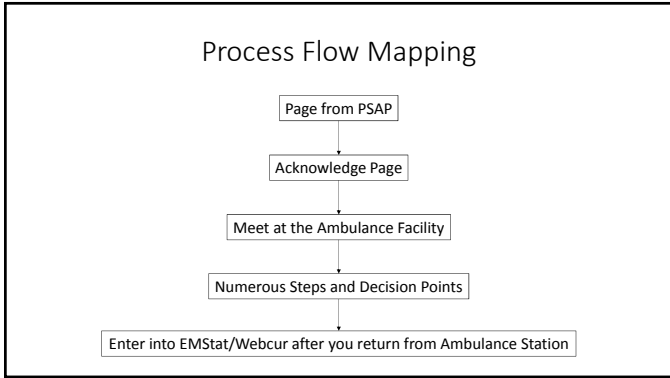 Process Flow Mapping
Page from PSAP
Acknowledge Page
Meet at the Ambulance Facility
Numerous Steps and Decision Points
Enter into EMStat/Webcur after you return from Ambulance Station